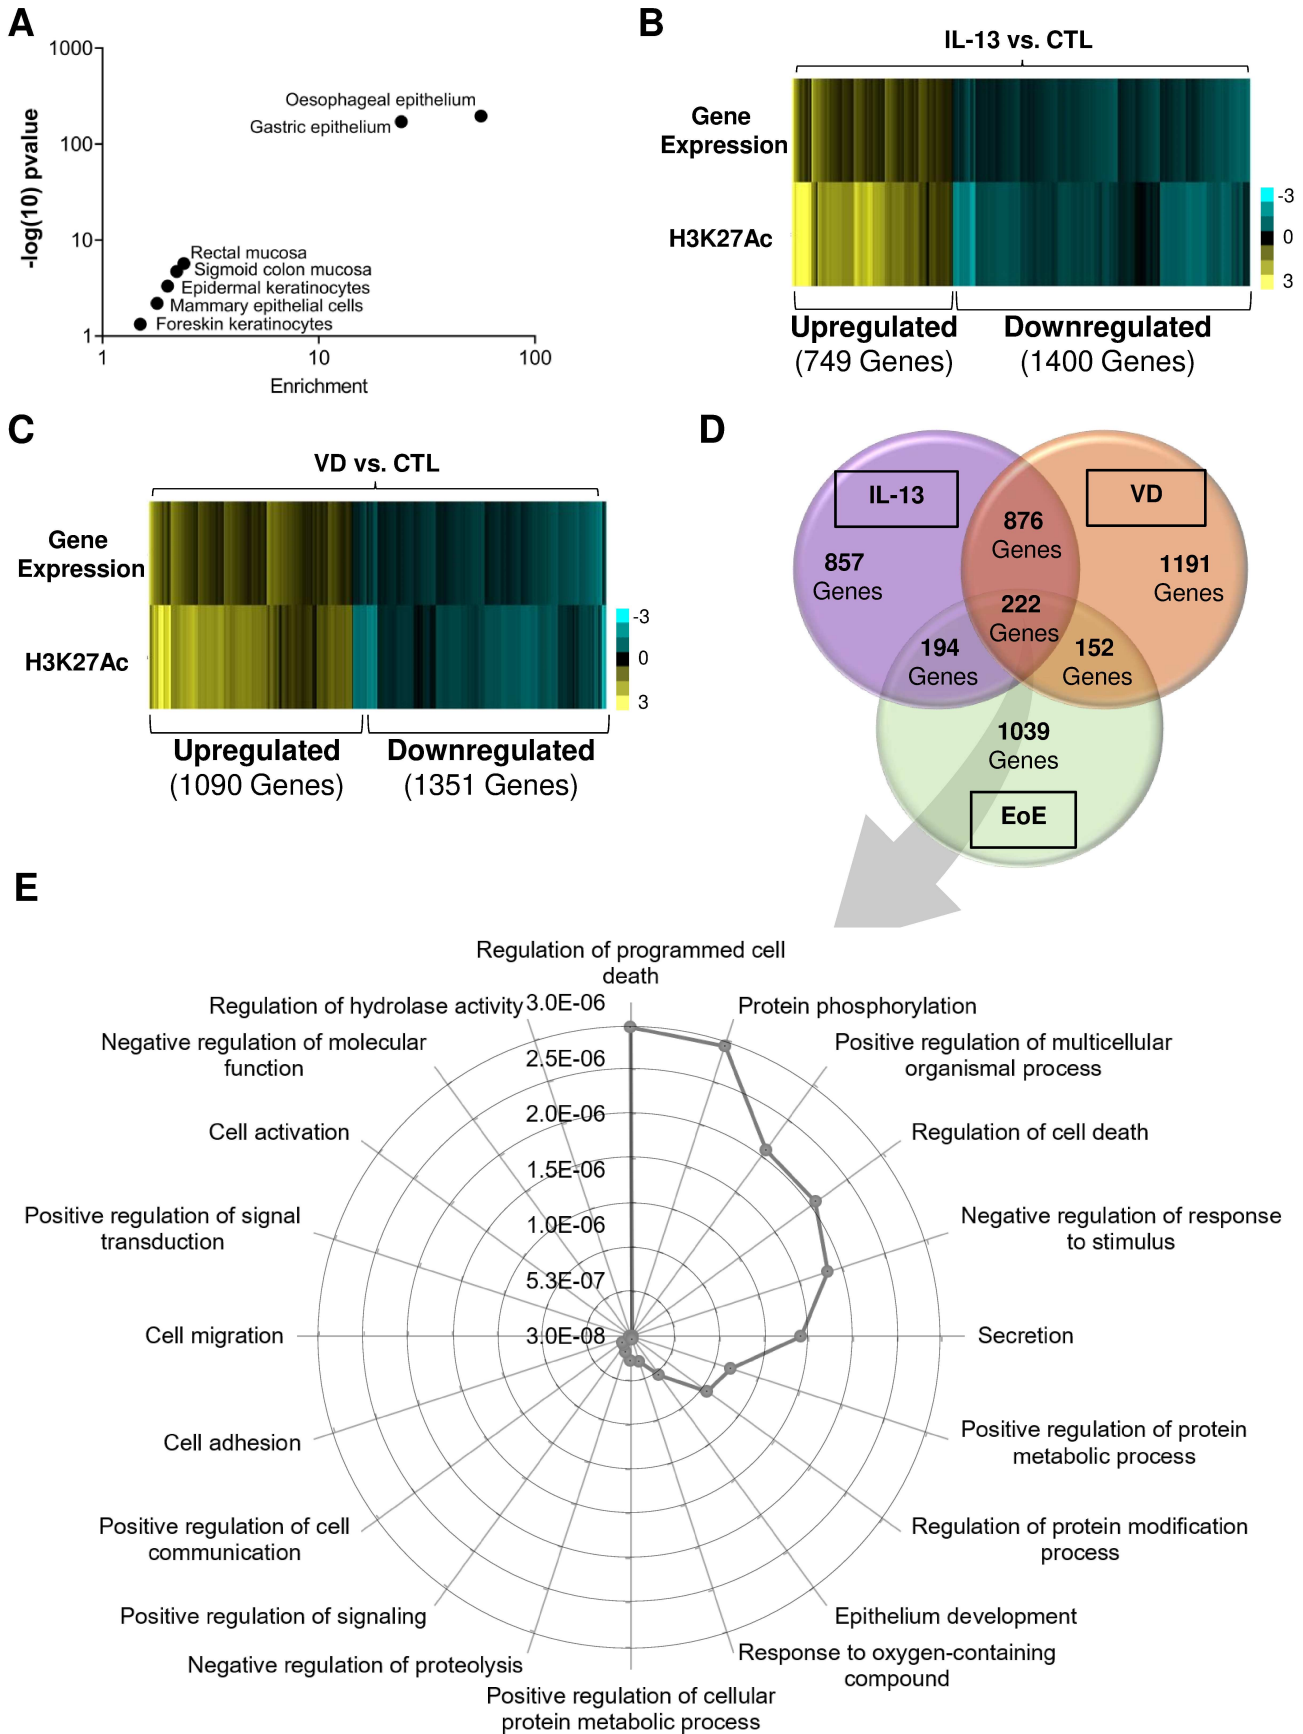 A
1000
100
10
1
-log(10) pvalue
Oesophageal epithelium
Gastric epithelium
Rectal mucosa
Sigmoid colon mucosa
Epidermal keratinocytes
Mammary epithelial cells
Foreskin keratinocytes
1
10
100
Enrichment
B
IL-13 vs. CTL
Gene
Expression
H3K27Ac
-3
0
3
Upregulated
(749 Genes)
Downregulated
(1400 Genes)
C
VD vs. CTL
Gene
Expression
H3K27Ac
-3
0
3
Upregulated
(1090 Genes)
Downregulated
(1351 Genes)
D
IL-13
VD
876
Genes
857
Genes
1191
Genes
222
Genes
194
Genes
152
Genes
1039
Genes
EoE
E
Regulation of programmed cell
death
Protein phosphorylation
Positive regulation of multicellular
organismal process
Regulation of cell death
Negative regulation of response
to stimulus
Secretion
Positive regulation of protein
metabolic process
Regulation of protein modification
process
Epithelium development
Response to oxygen-containing
compound
Positive regulation of cellular
protein metabolic process
Negative regulation of proteolysis
Positive regulation of signaling
Positive regulation of cell
communication
Cell adhesion
Cell migration
Positive regulation of signal
transduction
Cell activation
Negative regulation of molecular
function
Regulation of hydrolase activity
3.0E-06
2.5E-06
2.0E-06
1.5E-06
1.0E-06
5.3E-07
3.0E-08